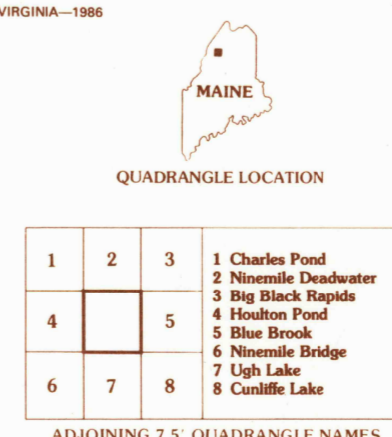 VIRGINIA—1986
MAINE
QUADRANGLE LOCATION
1 2 3
4 5
6 7 8
1 Charles Pond
2 Ninemile Deadwater
3 Big Black Rapids
4 Houlton Pond
5 Blue Brook
6 Ninemile Bridge
7 Ugh Lake
8 Cunliffe Lake
ADJOINING 7.5′ QUADRANGLE NAMES